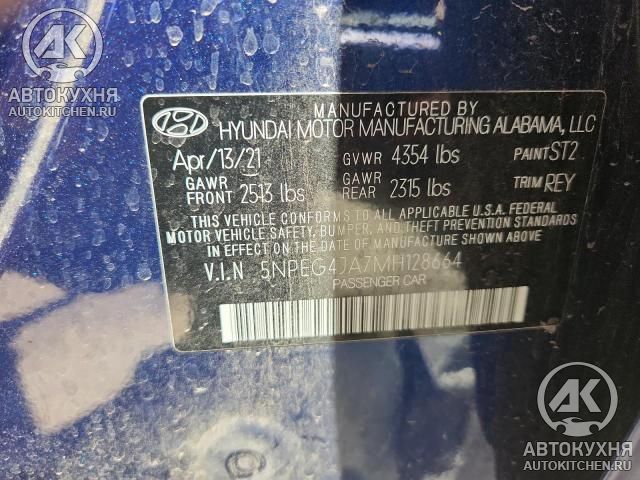 AK
АВТОКУХНЯ
AUTOKITCHEN.RU
MANUFACTURED BY
HYUNDAI MOTOR MANUFACTURING ALABAMA, LLC
Apr/13/21 GVWR 4354 lbs PAINT ST2
GAWR FRONT 2513 lbs GAWR REAR 2315 lbs TRIM REY
THIS VEHICLE CONFORMS TO ALL APPLICABLE U.S.A. FEDERAL
MOTOR VEHICLE SAFETY, BUMPER, AND THEFT PREVENTION STANDARDS
IN EFFECT ON THE DATE OF MANUFACTURE SHOWN ABOVE.
V.I.N 5NPEG4JA7MH128664
PASSENGER CAR
AK
АВТОКУХНЯ
AUTOKITCHEN.RU